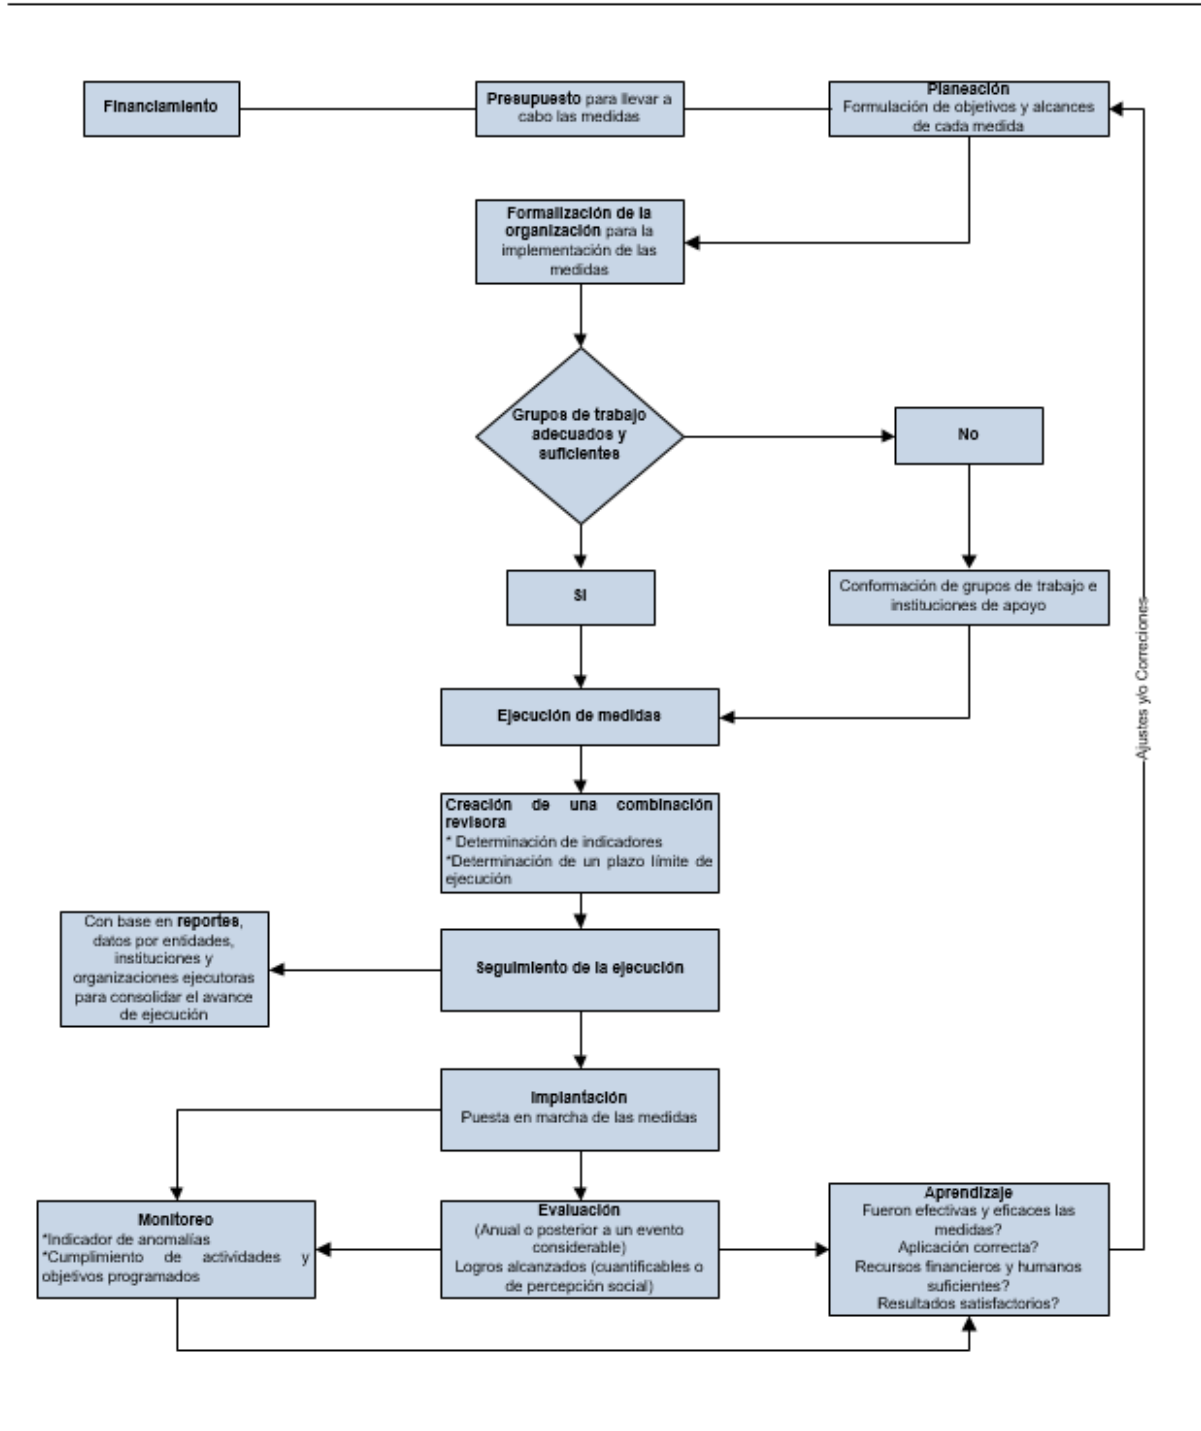 Financiamiento
Presupuesto para llevar a
cabo las medidas
Planeación
Formulación de objetivos y alcances
de cada medida
Formalización de la
organización para la
implementación de las
medidas
Grupos de trabajo
adecuados y
suficientes
No
SI
Conformación de grupos de trabajo e
instituciones de apoyo
Ajustes y/o Correciones
Ejecución de medidas
Creación de una combinación
revisora
* Determinación de indicadores
*Determinación de un plazo límite de
ejecución
Con base en reportes,
datos por entidades,
instituciones y
organizaciones ejecutoras
para consolidar el avance
de ejecución
Seguimiento de la ejecución
Implantación
Puesta en marcha de las medidas
Monitoreo
*Indicador de anomalías
*Cumplimiento de actividades y
objetivos programados
Evaluación
(Anual o posterior a un evento
considerable)
Logros alcanzados (cuantificables o
de percepción social)
Aprendizaje
Fueron efectivas y eficaces las
medidas?
Aplicación correcta?
Recursos financieros y humanos
suficientes?
Resultados satisfactorios?